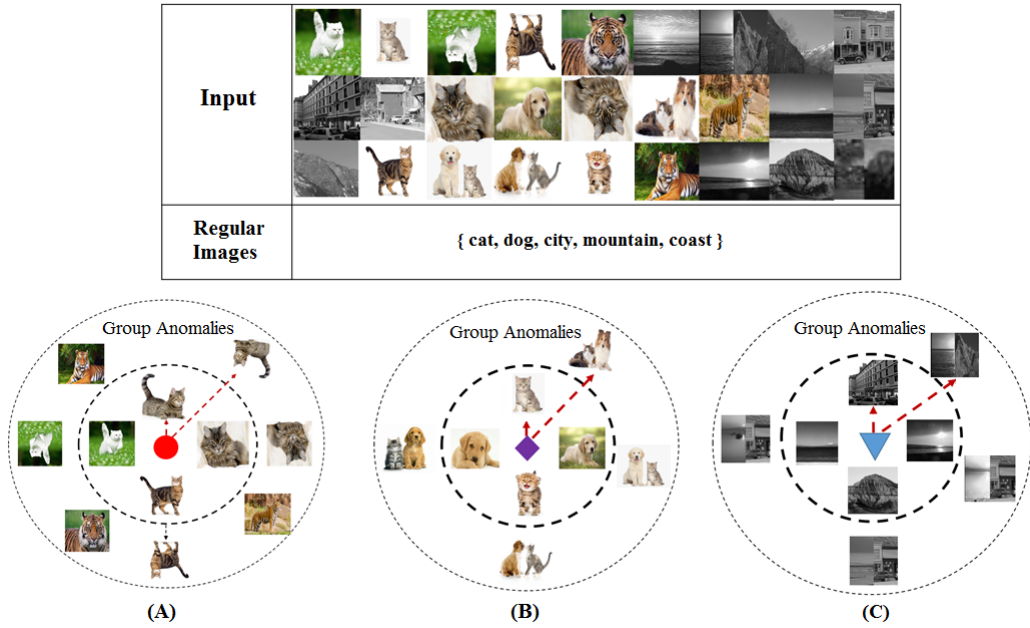 Input
Regular
Images
{ cat, dog, city, mountain, coast }
Group Anomalies
Group Anomalies
Group Anomalies
(A)
(B)
(C)